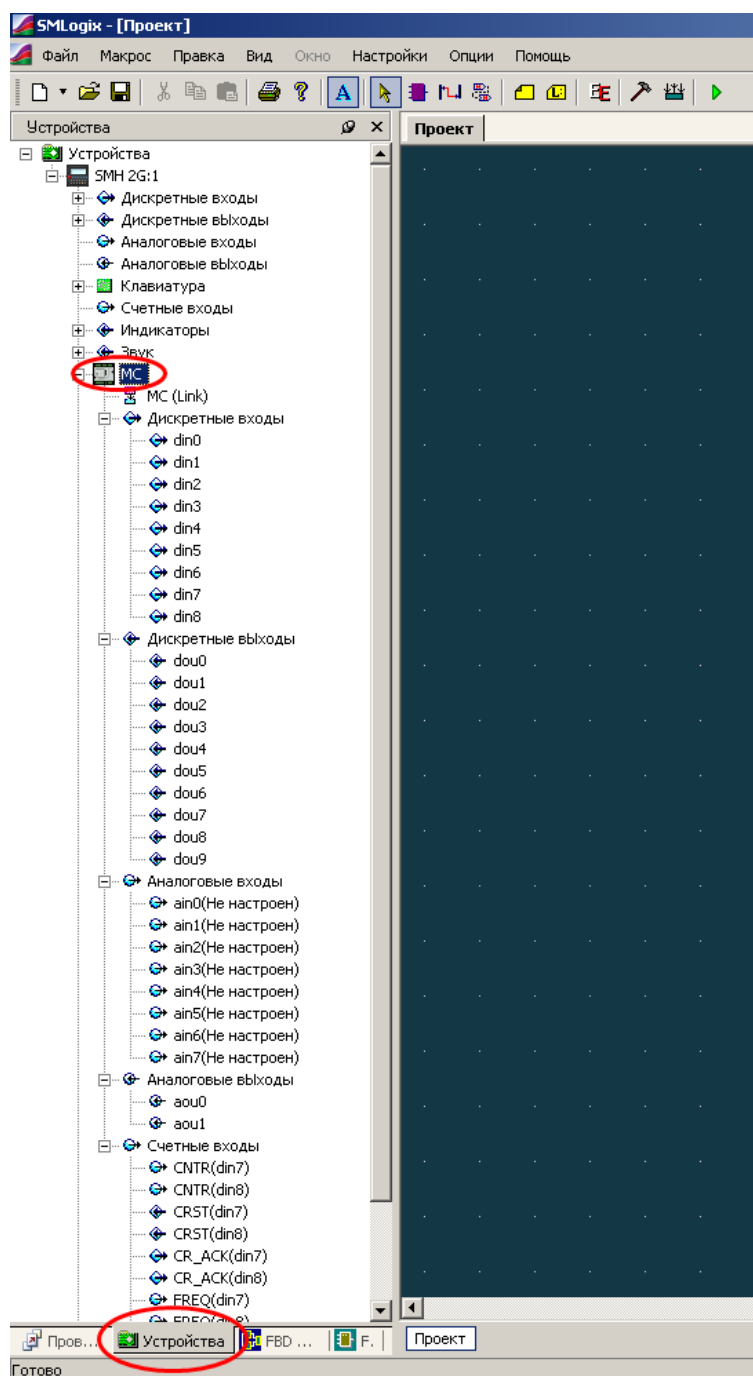 SMLogix - [Проект]
Файл Макрос Правка Вид Окно Настройки Опции Помощь
Устройства
Проект
Устройства
SMH 2G:1
Дискретные входы
Дискретные вЫходы
Аналоговые входы
Аналоговые вЫходы
Клавиатура
Счетные входы
Индикаторы
Звук
MC
MC (Link)
Дискретные входы
din0
din1
din2
din3
din4
din5
din6
din7
din8
Дискретные вЫходы
dou0
dou1
dou2
dou3
dou4
dou5
dou6
dou7
dou8
dou9
Аналоговые входы
ain0(Не настроен)
ain1(Не настроен)
ain2(Не настроен)
ain3(Не настроен)
ain4(Не настроен)
ain5(Не настроен)
ain6(Не настроен)
ain7(Не настроен)
Аналоговые вЫходы
aou0
aou1
Счетные входы
CNTR(din7)
CNTR(din8)
CRST(din7)
CRST(din8)
CR_ACK(din7)
CR_ACK(din8)
FREQ(din7)
FREQ(din8)
Пров... Устройства FBD ... F. Проект
Готово